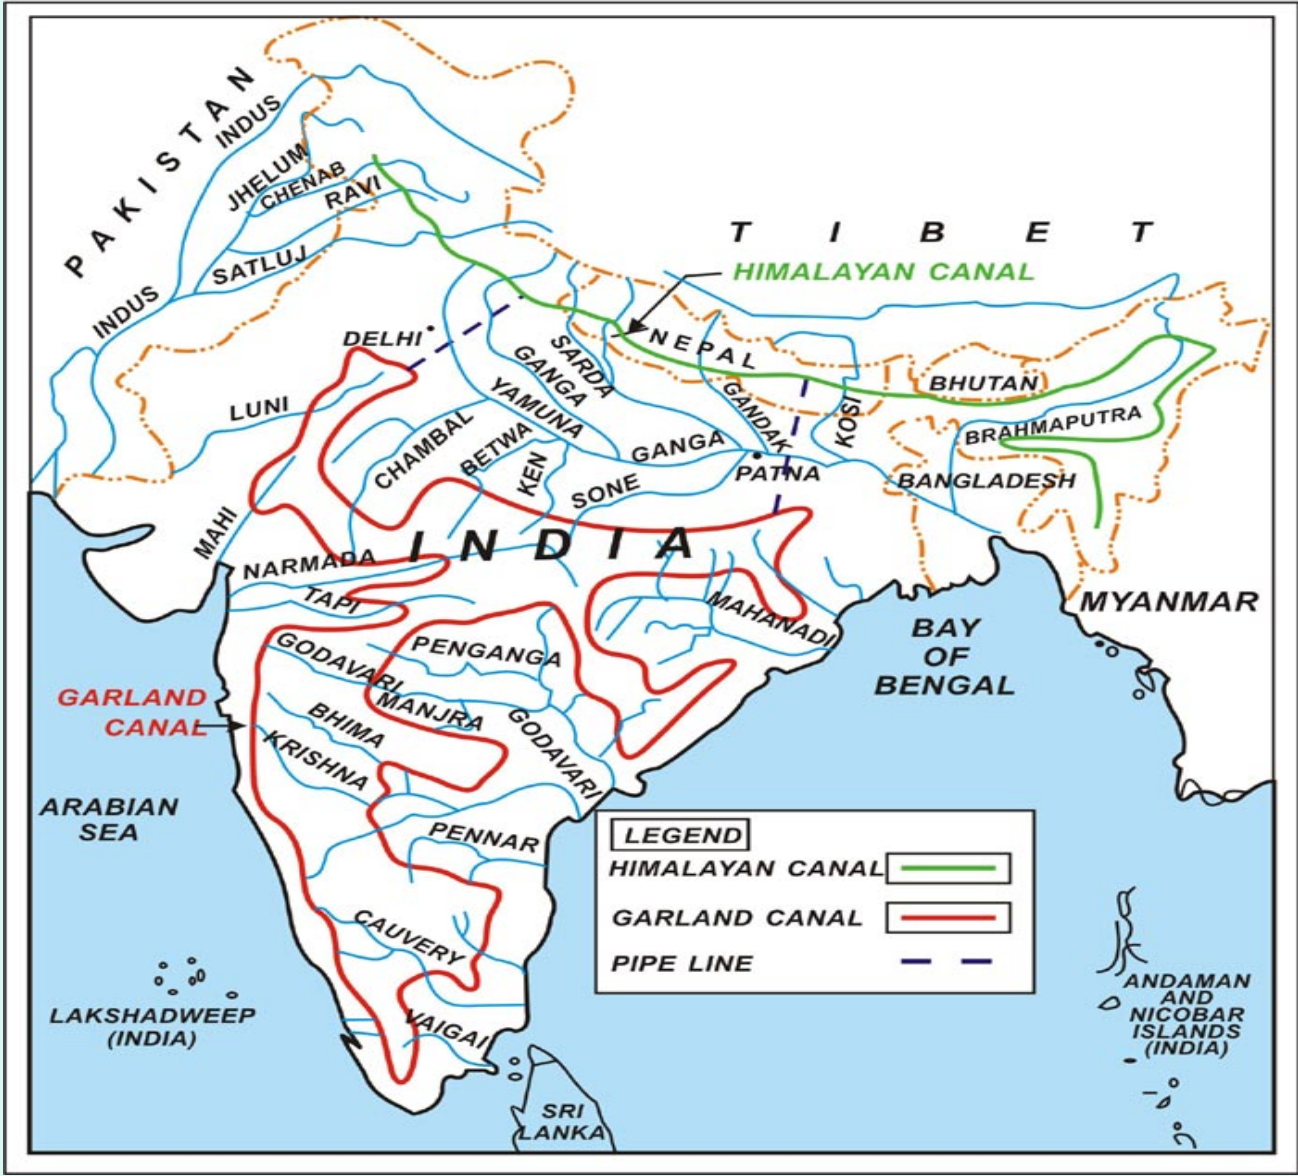 PAKISTAN
INDUS
JHELUM
CHENAB
RAVI
SATLUJ
INDUS
TIBET
HIMALAYAN CANAL
DELHI
NEPAL
SARDA
GANGA
YAMUNA
LUNI
BHUTAN
GANDAK
KOSI
BRAHMAPUTRA
CHAMBAL
BETWA
KEN
GANGA
PATNA
BANGLADESH
SONE
MAHI
INDIA
NARMADA
TAPI
MAHANADI
MYANMAR
BAY
OF
BENGAL
GODAVARI
PENGANGA
GARLAND
CANAL
MANJRA
BHIMA
GODAVARI
KRISHNA
ARABIAN
SEA
PENNAR
LEGEND
HIMALAYAN CANAL
GARLAND CANAL
PIPE LINE
CAUVERY
VAIGAI
LAKSHADWEEP
(INDIA)
ANDAMAN
AND
NICOBAR
ISLANDS
(INDIA)
SRI
LANKA